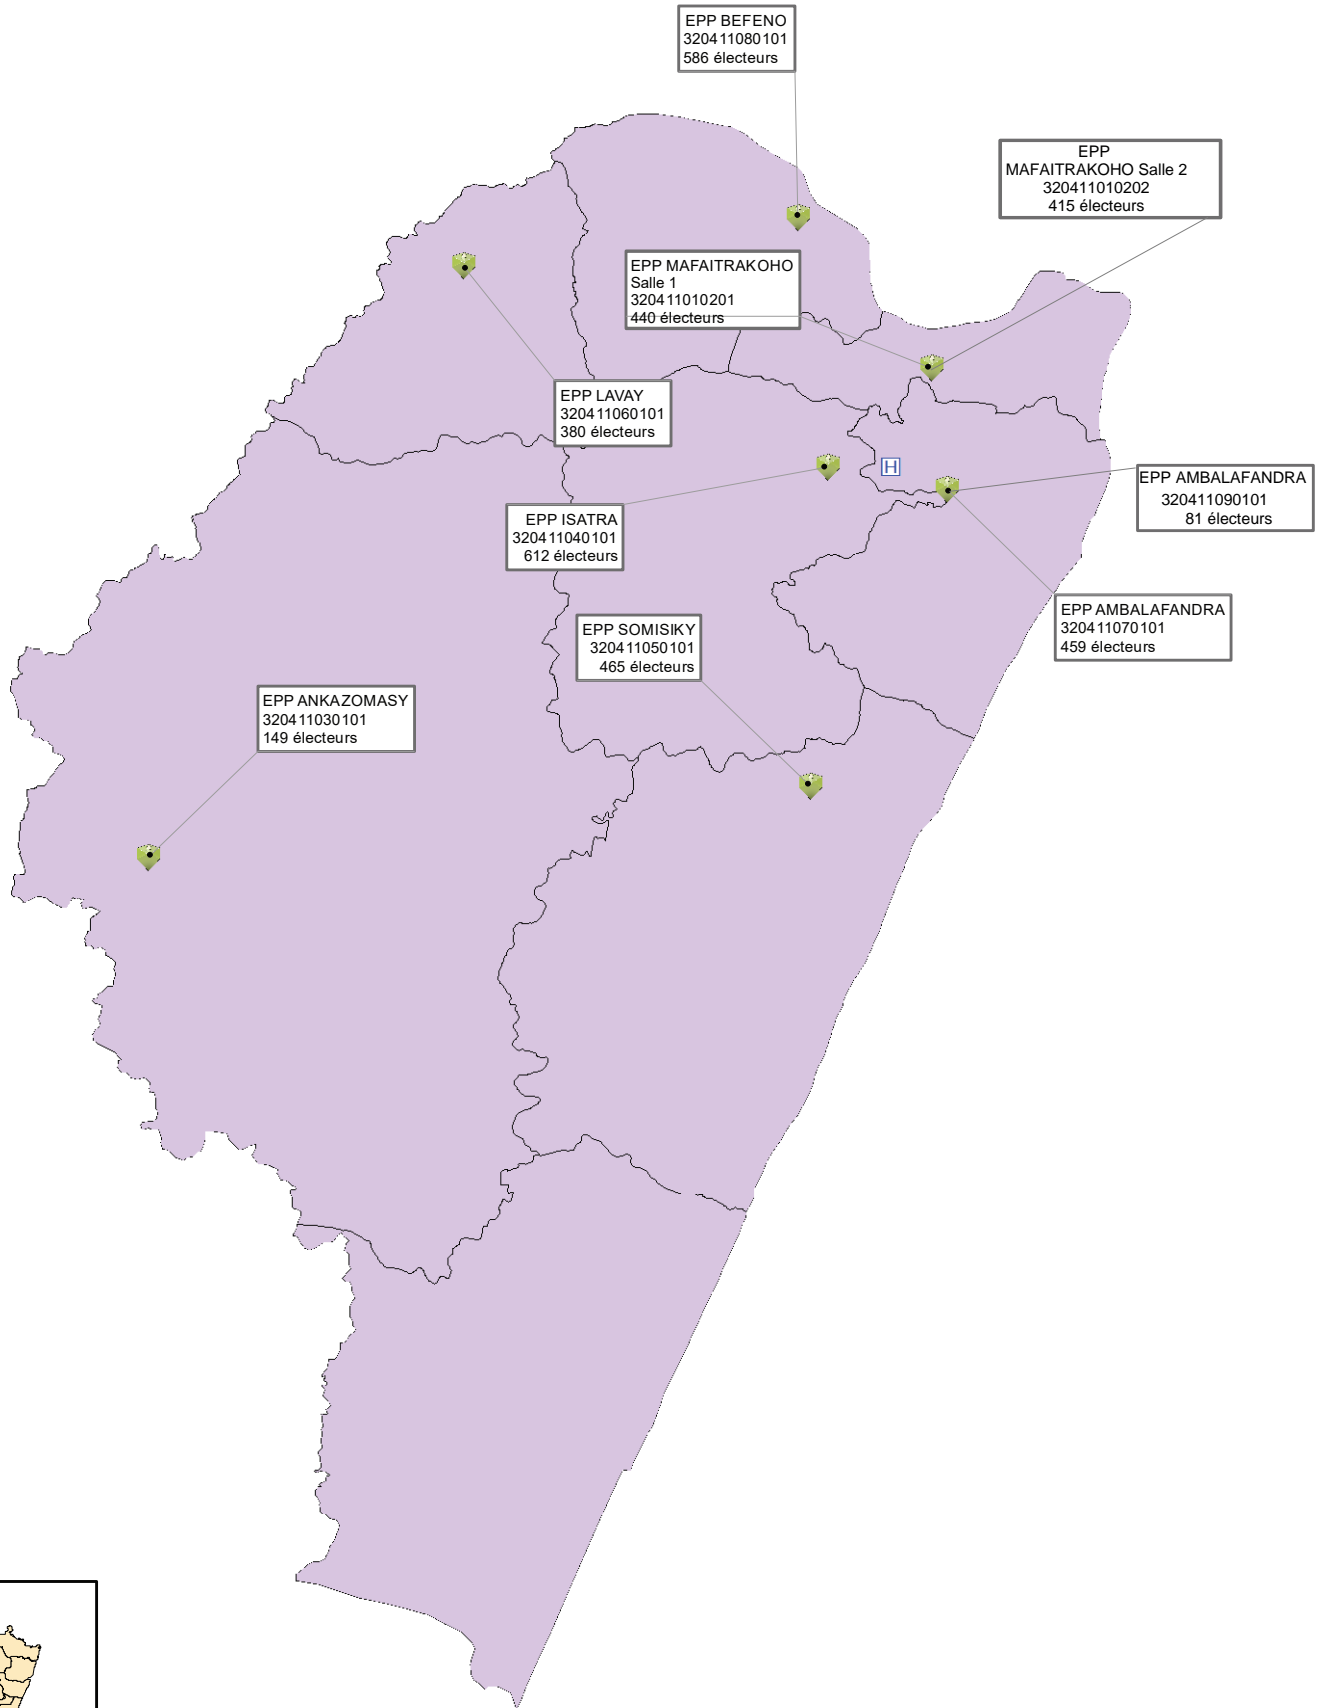 EPP BEFENO
320411080101
586 électeurs
EPP
MAFAITRAKOHO Salle 2
320411010202
415 électeurs
EPP MAFAITRAKOHO
Salle 1
320411010201
440 électeurs
EPP LAVAY
320411060101
380 électeurs
H
EPP AMBALAFANDRA
320411090101
81 électeurs
EPP ISATRA
320411040101
612 électeurs
EPP AMBALAFANDRA
320411070101
459 électeurs
EPP SOMISIKY
320411050101
465 électeurs
EPP ANKAZOMASY
320411030101
149 électeurs